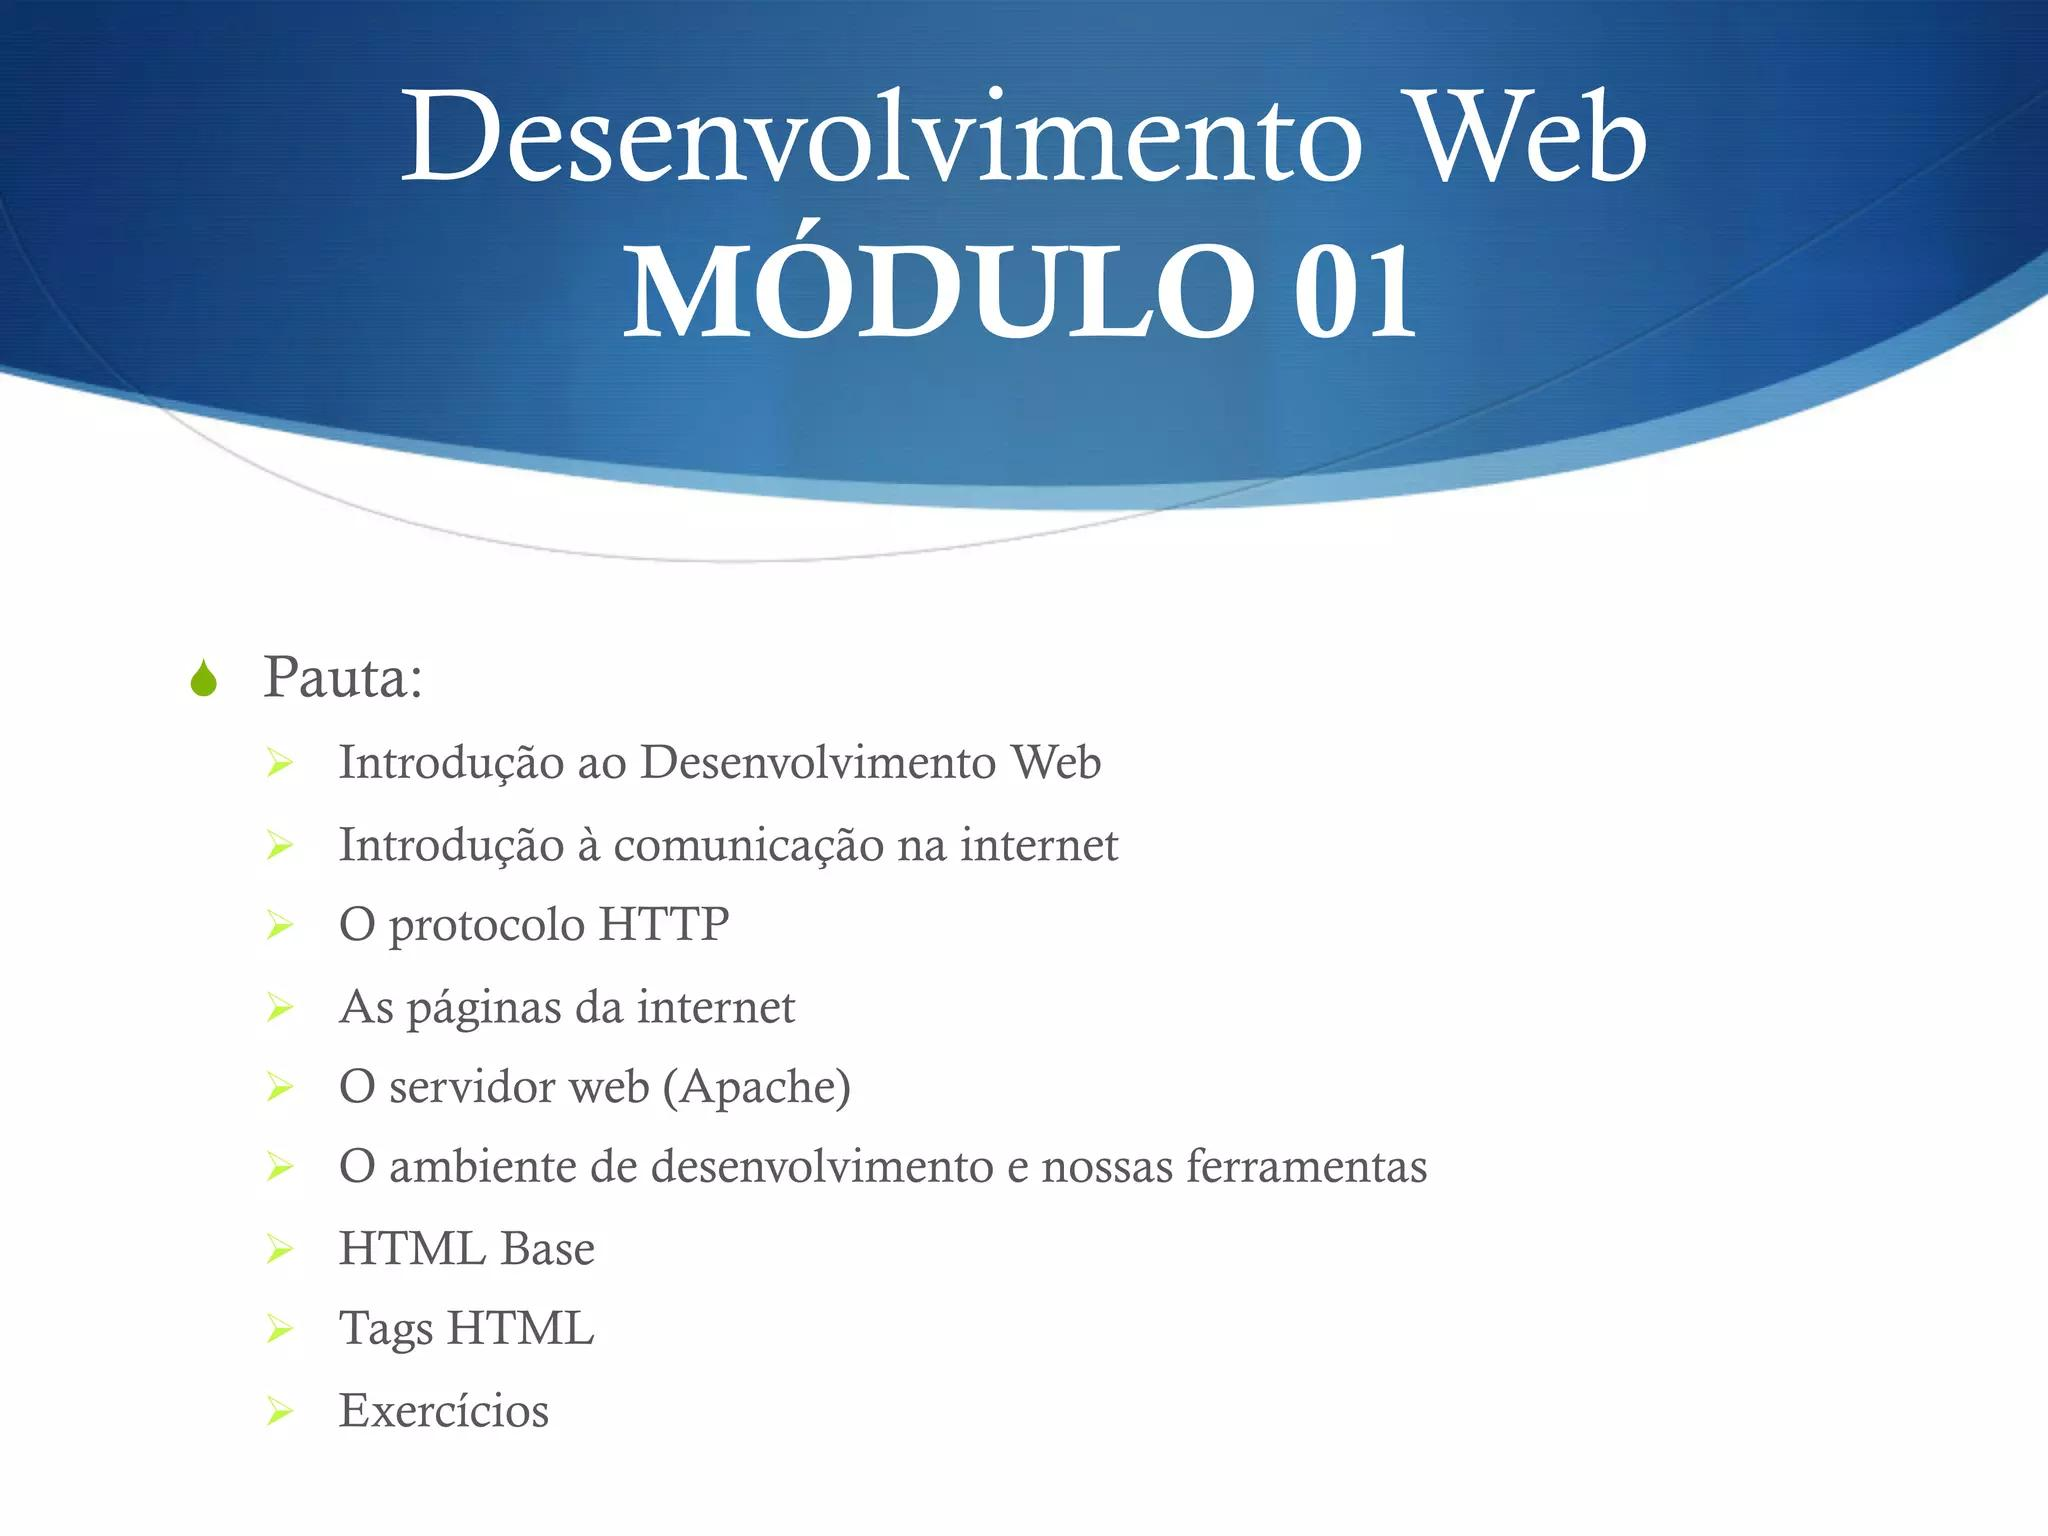 Desenvolvimento Web
MÓDULO 01
Pauta:
Introdução ao Desenvolvimento Web
Introdução à comunicação na internet
O protocolo HTTP
As páginas da internet
O servidor web (Apache)
O ambiente de desenvolvimento e nossas ferramentas
HTML Base
Tags HTML
Exercícios